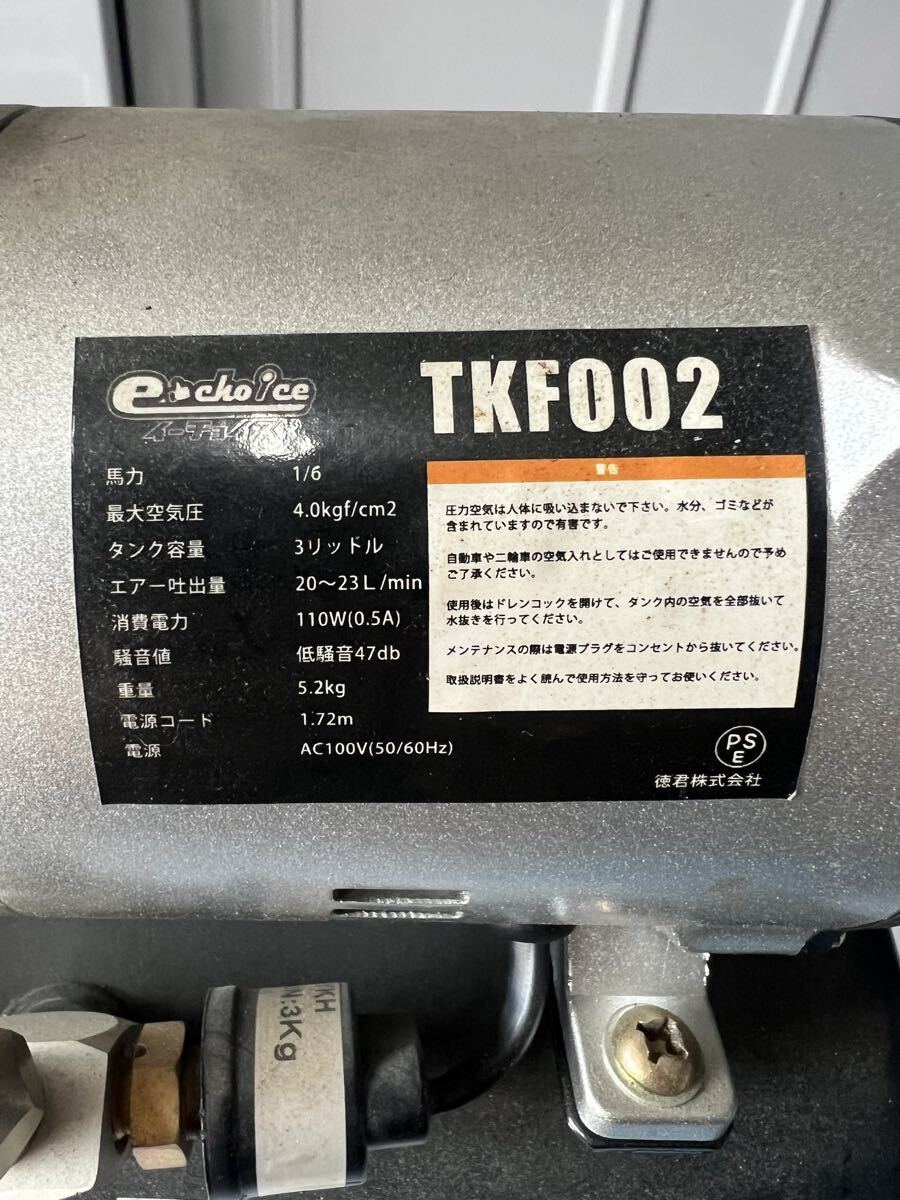 e choice
イーチョイス
TKF002
馬力 1/6
最大空気圧 4.0kgf/cm2
タンク容量 3リッドル
エアー吐出量 20〜23L/min
消費電力 110W(0.5A)
騒音値 低騒音47db
重量 5.2kg
電源コード 1.72m
電源 AC100V(50/60Hz)
警告
圧力空気は人体に吸い込まないで下さい。水分、ゴミなどが
含まれていますので有害です。
自動車や二輪車の空気入れとしてはご使用できませんので予め
ご了承ください。
使用後はドレンコックを開けて、タンク内の空気を全部抜いて
水抜きを行ってください。
メンテナンスの際は電源プラグをコンセントから抜いてください。
取扱説明書をよく読んで使用方法を守ってお使いください。
PS
E
徳君株式会社
KH
N:3Kg